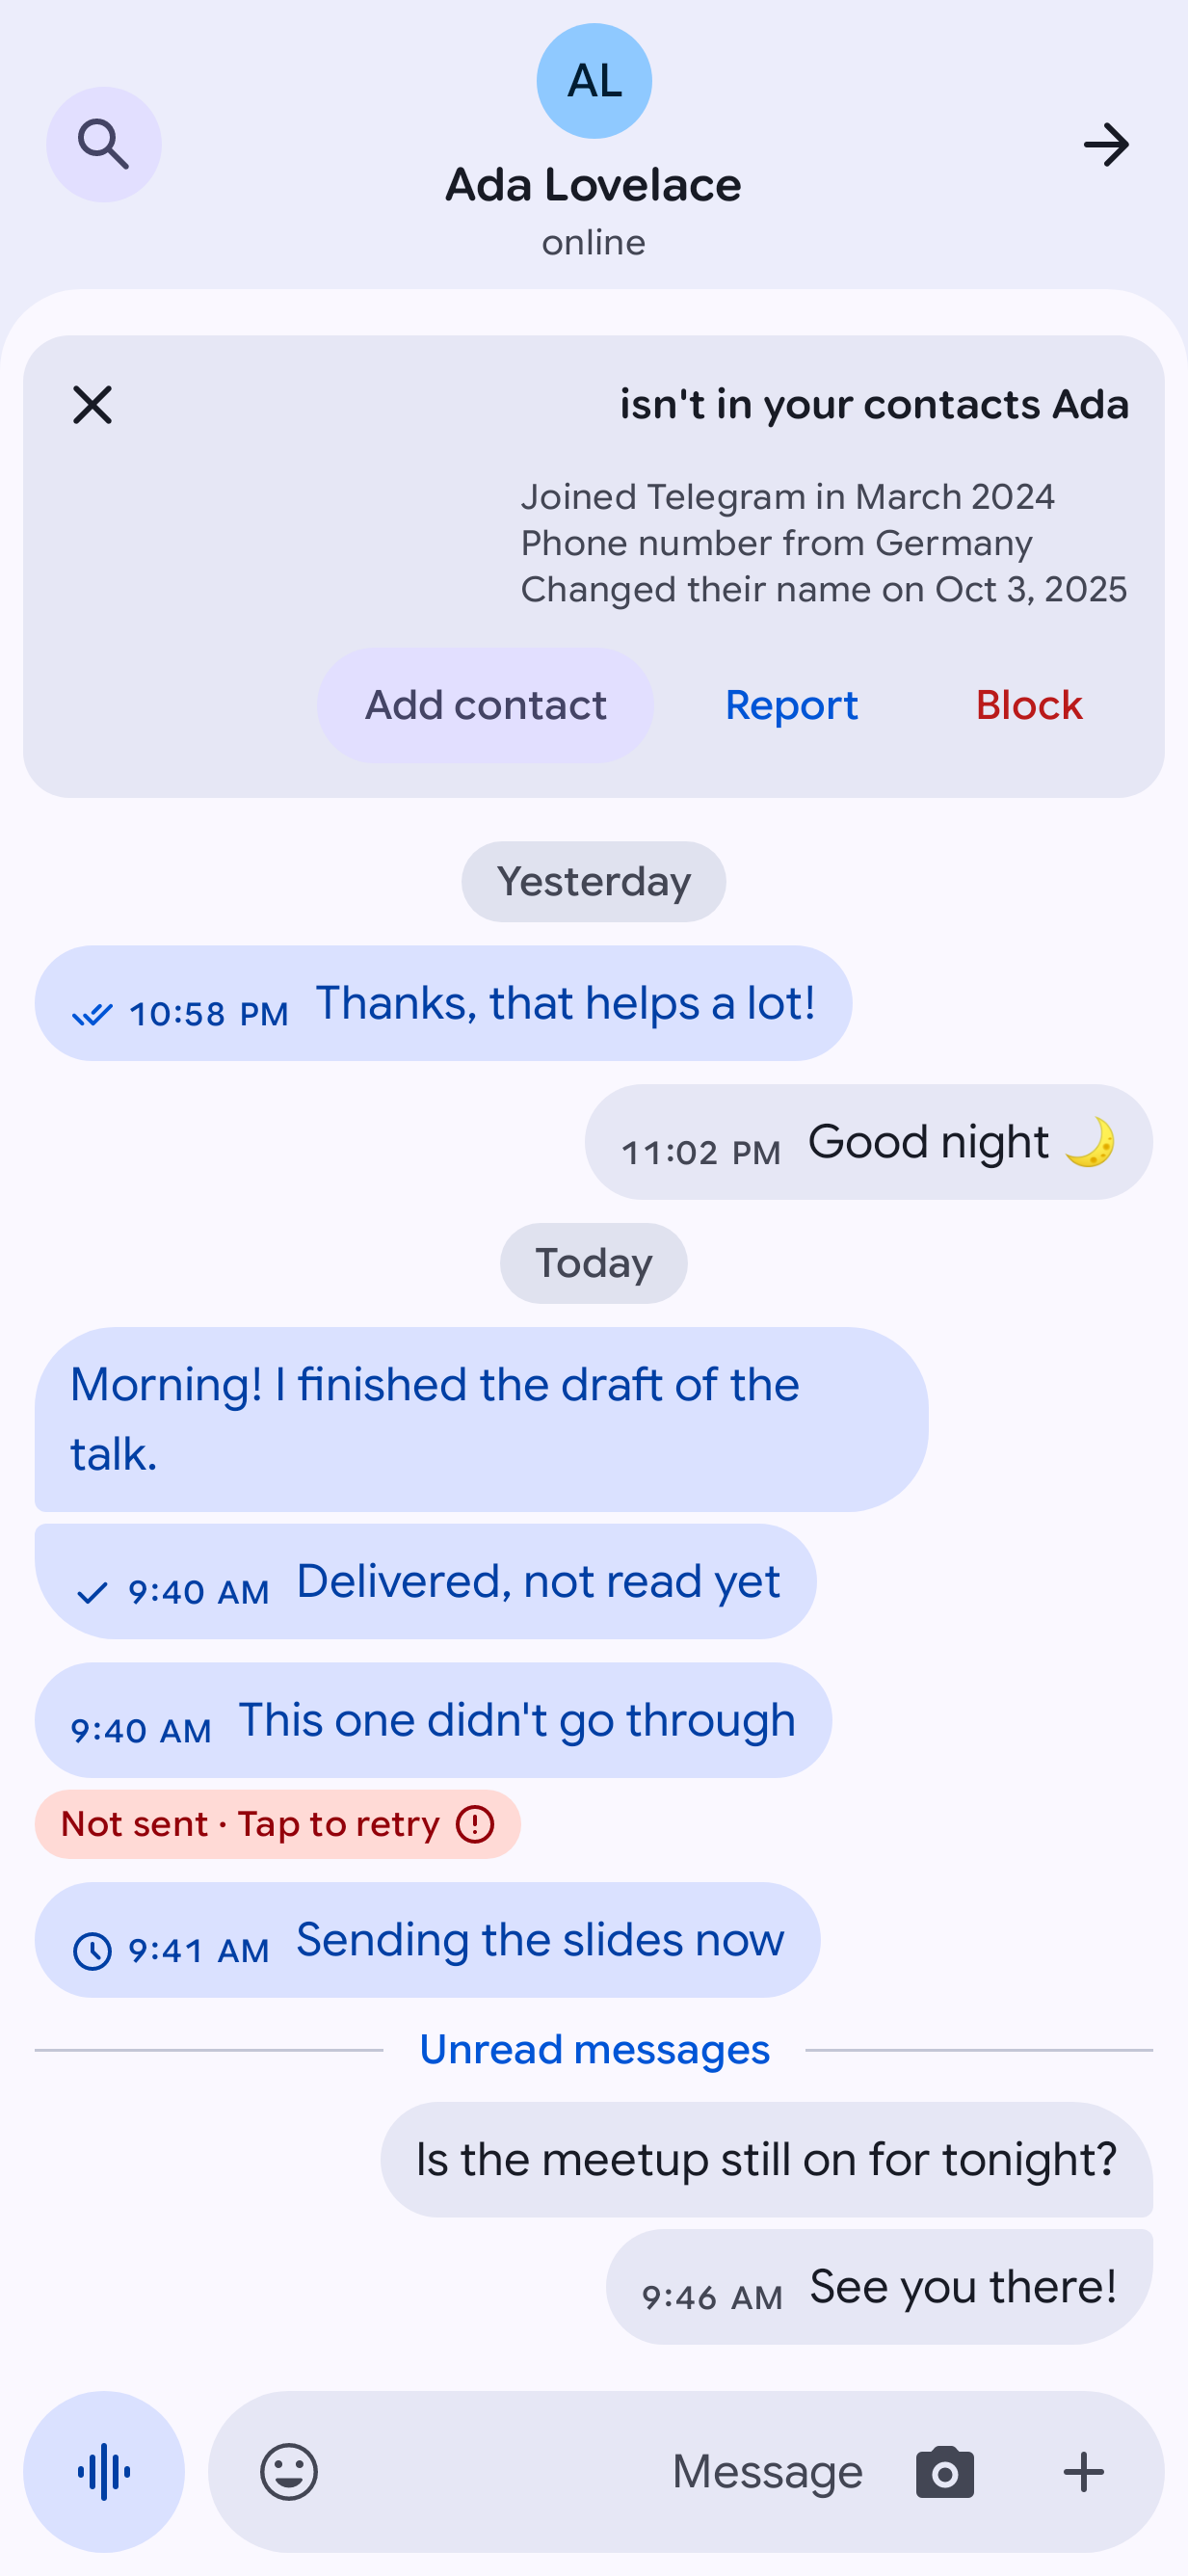 AL
Ada Lovelace
online
isn't in your contacts Ada
Joined Telegram in March 2024
Phone number from Germany
Changed their name on Oct 3, 2025
Add contact Report Block
Yesterday
10:58 PM Thanks, that helps a lot!
11:02 PM Good night 🌙
Today
Morning! I finished the draft of the
talk.
9:40 AM Delivered, not read yet
9:40 AM This one didn't go through
Not sent · Tap to retry
9:41 AM Sending the slides now
Unread messages
Is the meetup still on for tonight?
9:46 AM See you there!
Message